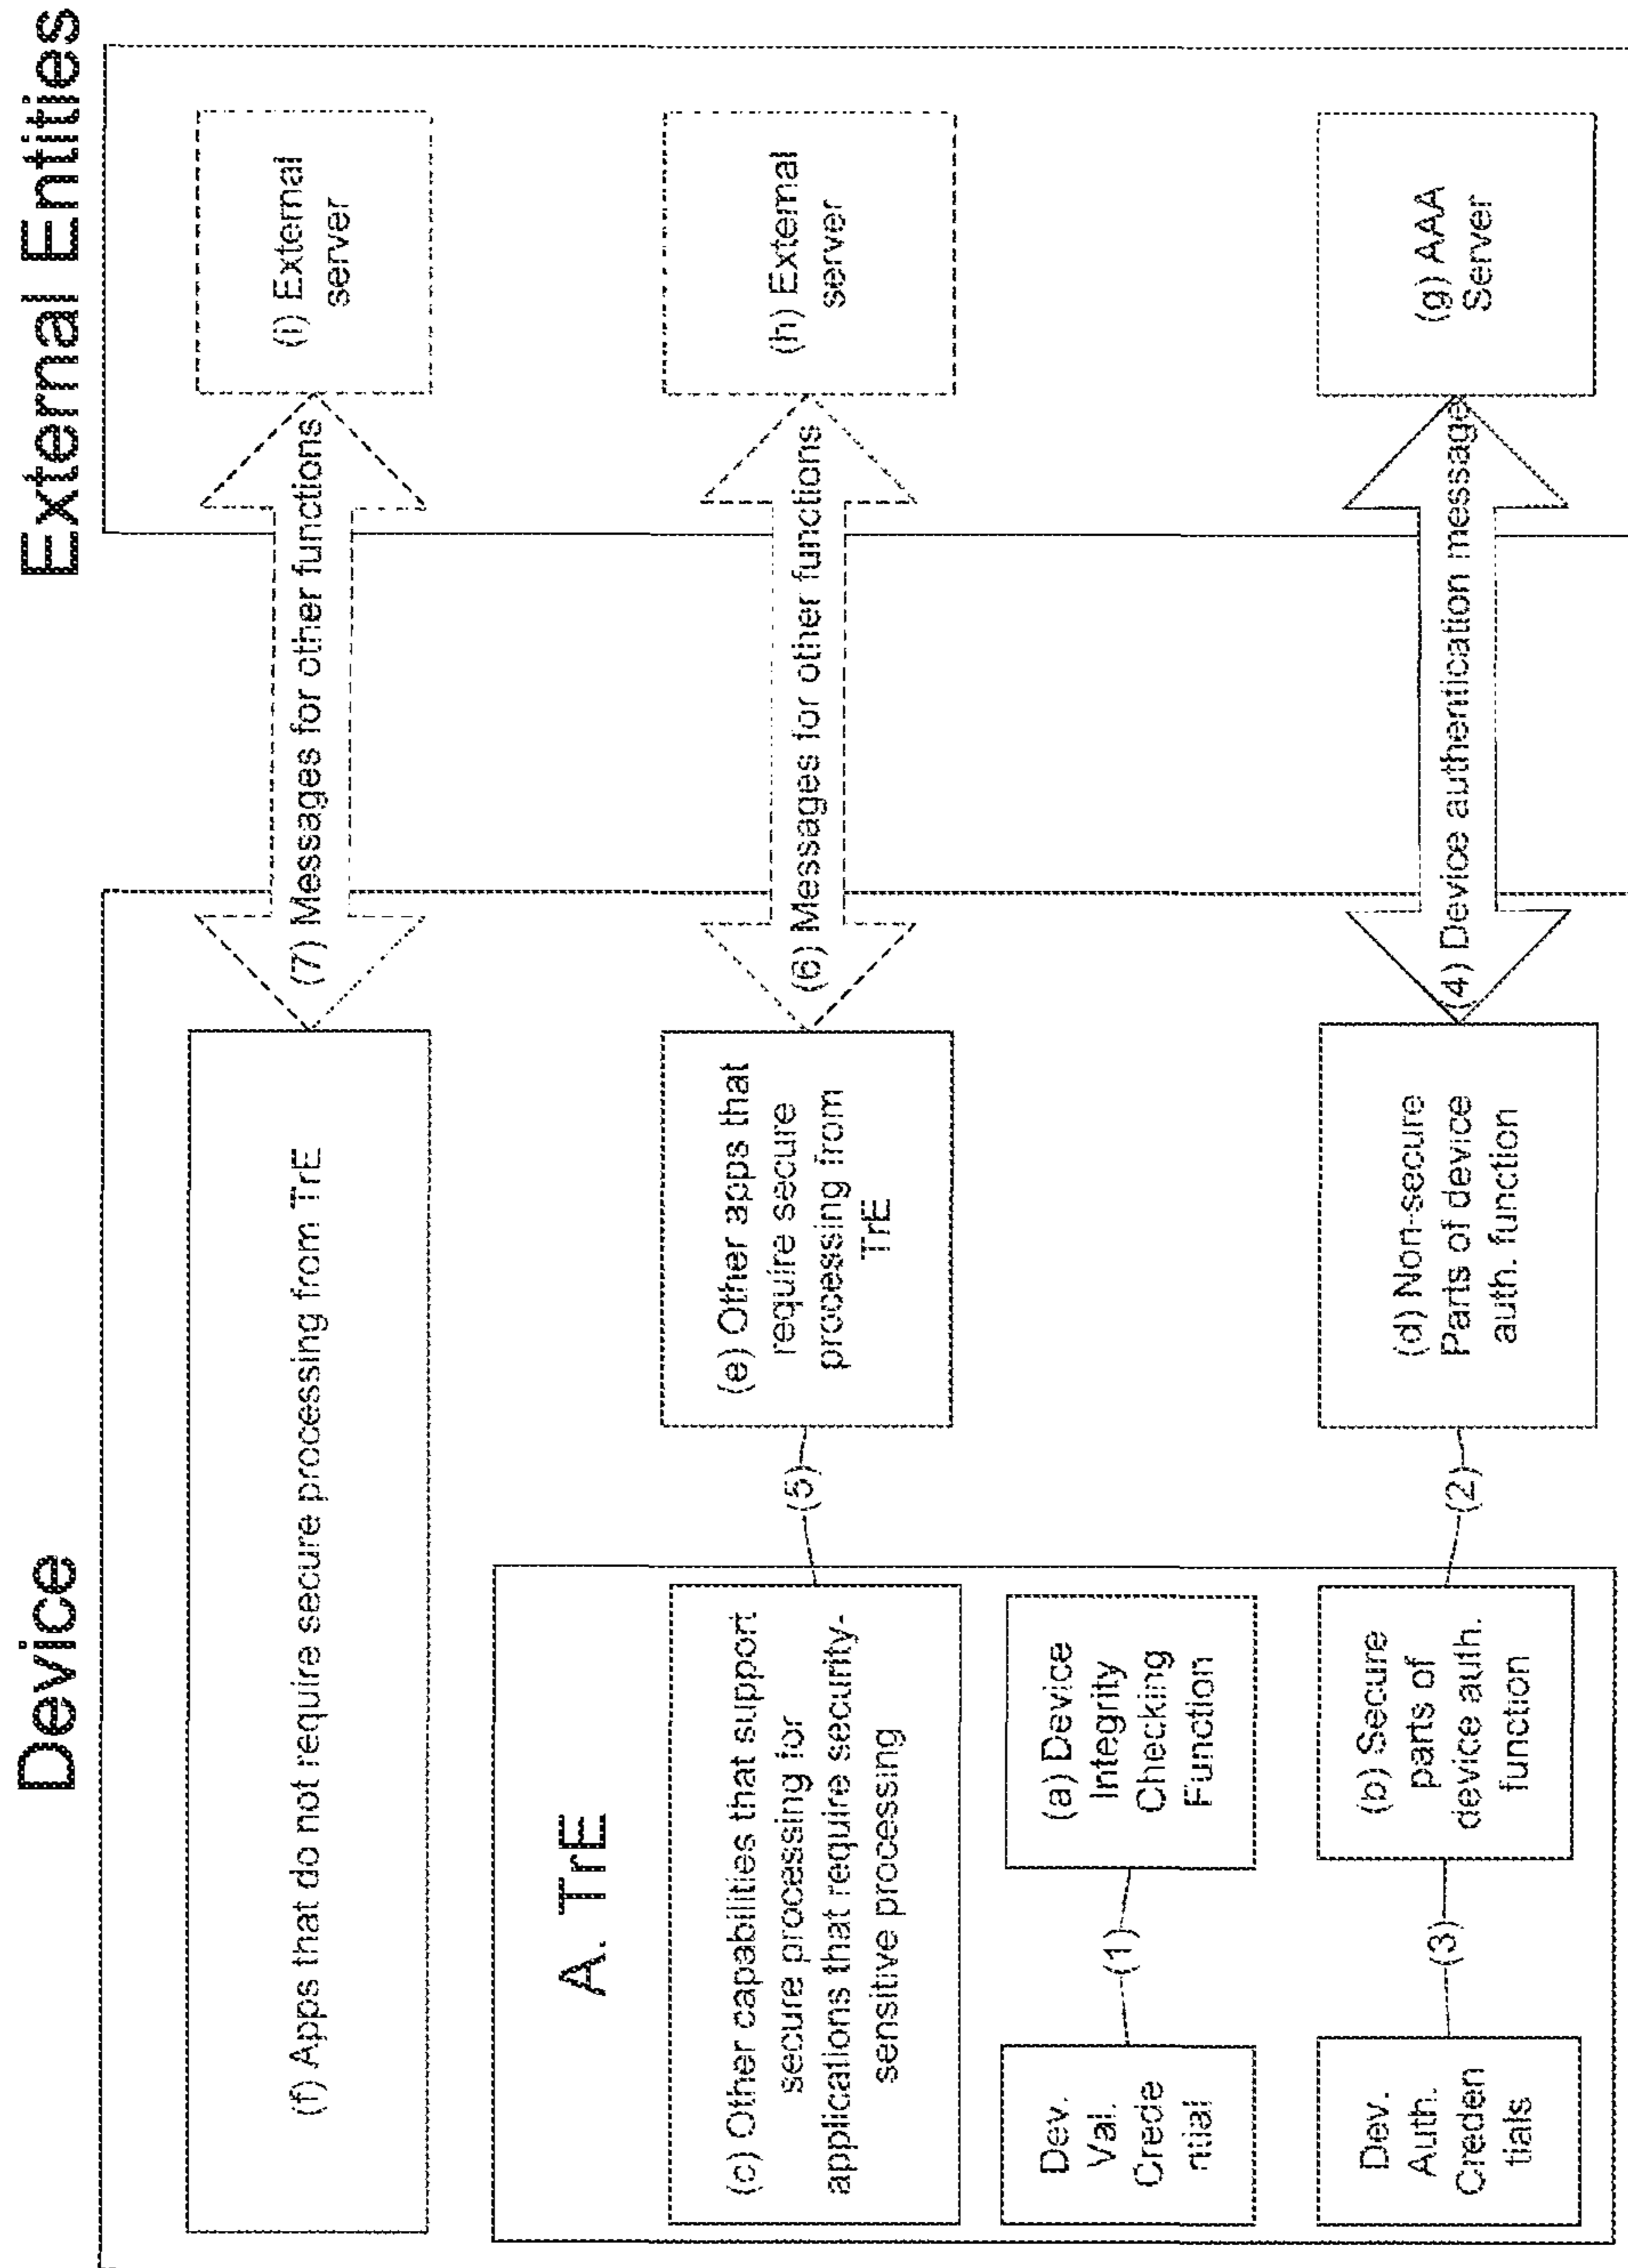 Device
External Entities
(f) Apps that do not require secure processing from TrE
(7) Messages for other functions
(i) External
server
A. TrE
(c) Other capabilities that support
secure processing for
applications that require security-
sensitive processing
(5)
(e) Other apps that
require secure
processing from
TrE
(6) Messages for other functions
(h) External
server
Dev.
Val.
Crede
ntial
(1)
(a) Device
Integrity
Checking
Function
Dev.
Auth.
Creden
tials
(3)
(b) Secure
parts of
device auth.
function
(2)
(d) Non-secure
Parts of device
auth. function
(4) Device authentication message
(g) AAA
Server